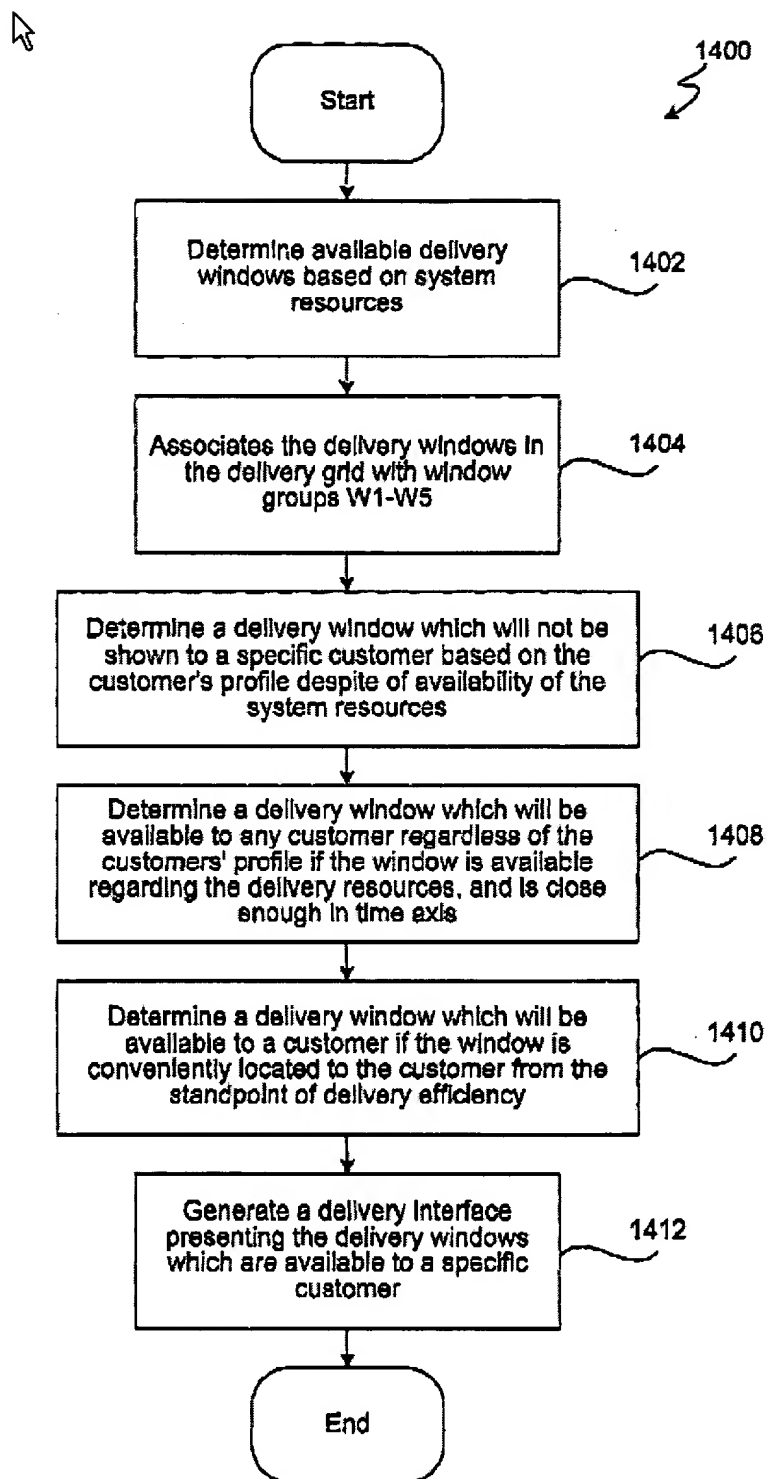 1400
Start
Determine available delivery
windows based on system
resources
1402
Associates the delivery windows in
the delivery grid with window
groups W1-W5
1404
Determine a delivery window which will not be
shown to a specific customer based on the
customer's profile despite of availability of the
system resources
1406
Determine a delivery window which will be
available to any customer regardless of the
customers' profile if the window is available
regarding the delivery resources, and is close
enough in time axis
1408
Determine a delivery window which will be
available to a customer if the window is
conveniently located to the customer from the
standpoint of delivery efficiency
1410
Generate a delivery interface
presenting the delivery windows
which are available to a specific
customer
1412
End